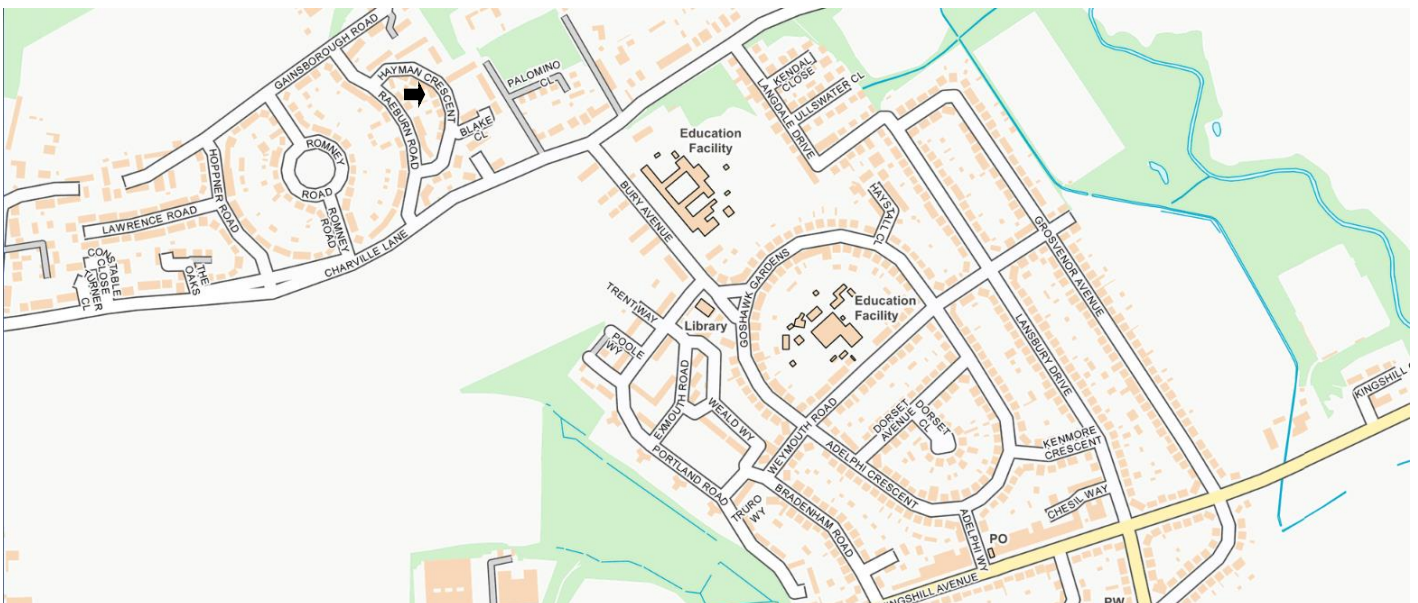 GAINSBOROUGH ROAD
HAYMAN CRESCENT
RAEBURN ROAD
BLAKE
CL
PALOMINO
CL
KENDAL
CLOSE
ULLSWATER CL
LANGDALE DRIVE
Education
Facility
ROMNEY
ROAD
ROMNEY
ROAD
HOPPNER ROAD
LAWRENCE ROAD
CONSTABLE
CLOSE
TURNER
CL
THE
OAKS
CHARVILLE LANE
BURY AVENUE
HAYSALL CL
GROSVENOR AVENUE
GOSHAWK GARDENS
Education
Facility
TRENT WAY
Library
POOLE
WY
EXMOUTH ROAD
WEALD WY
LANSBURY DRIVE
KINGSHILL
WEYMOUTH ROAD
DORSET
AVENUE
DORSET
CL
ADELPHI CRESCENT
KENMORE
CRESCENT
PORTLAND ROAD
TRURO
WY
BRADENHAM ROAD
CHESIL WAY
ADELPHI WY
PO
KINGSHILL AVENUE
PW